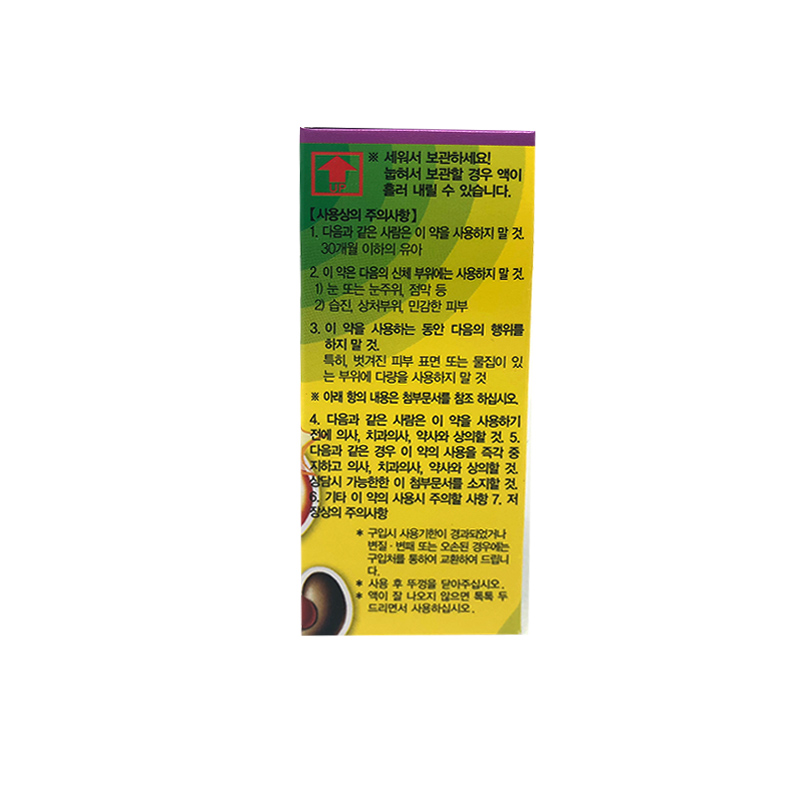 ※ 세워서 보관하세요!
눕혀서 보관할 경우 액이
흘러 내릴 수 있습니다.
UP
【사용상의 주의사항】
1. 다음과 같은 사람은 이 약을 사용하지 말 것.
30개월 이하의 유아
2. 이 약은 다음의 신체 부위에는 사용하지 말 것.
1) 눈 또는 눈주위, 점막 등
2) 습진, 상처부위, 민감한 피부
3. 이 약을 사용하는 동안 다음의 행위를
하지 말 것.
특히, 벗겨진 피부 표면 또는 물집이 있
는 부위에 다량을 사용하지 말 것
※ 아래 항의 내용은 첨부문서를 참조 하십시오.
4. 다음과 같은 사람은 이 약을 사용하기
전에 의사, 치과의사, 약사와 상의할 것. 5.
다음과 같은 경우 이 약의 사용을 즉각 중
지하고 의사, 치과의사, 약사와 상의할 것.
상담시 가능한한 이 첨부문서를 소지할 것.
6. 기타 이 약의 사용시 주의할 사항 7. 저
장상의 주의사항
* 구입시 사용기한이 경과되었거나
변질·변패 또는 오손된 경우에는
구입처를 통하여 교환하여 드립니
다.
* 사용 후 뚜껑을 닫아주십시오.
* 액이 잘 나오지 않으면 톡톡 두
드리면서 사용하십시오.